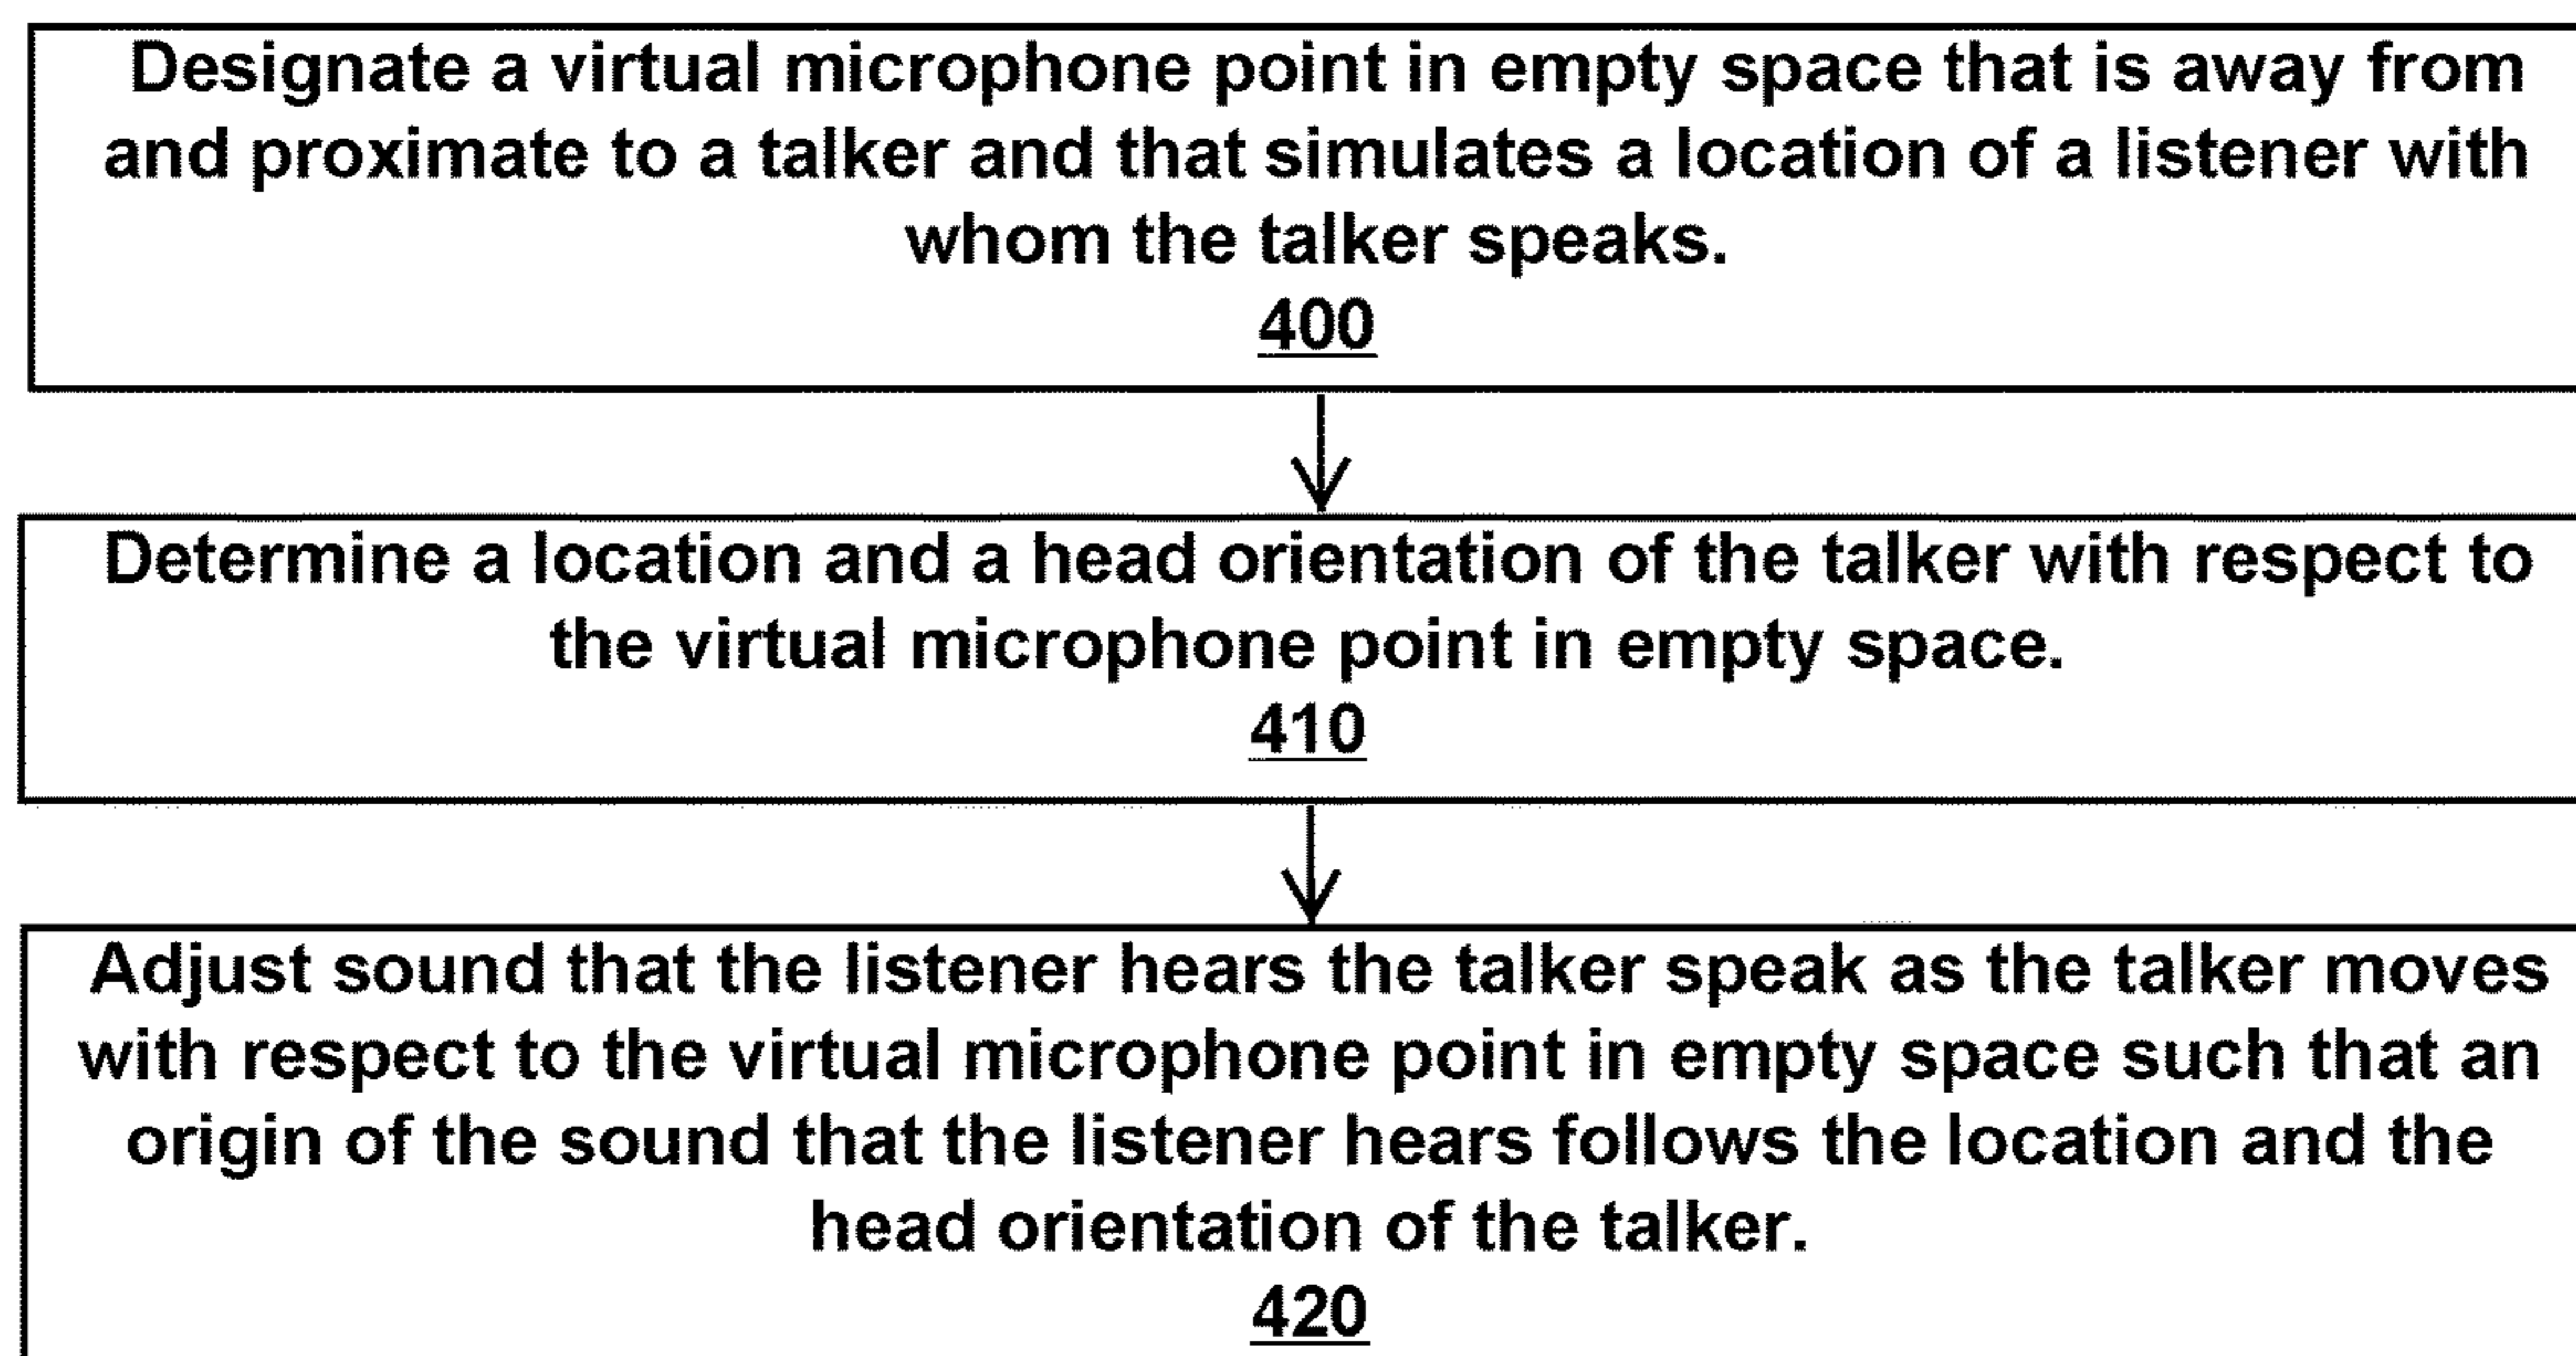 Designate a virtual microphone point in empty space that is away from
and proximate to a talker and that simulates a location of a listener with
whom the talker speaks.
400
Determine a location and a head orientation of the talker with respect to
the virtual microphone point in empty space.
410
Adjust sound that the listener hears the talker speak as the talker moves
with respect to the virtual microphone point in empty space such that an
origin of the sound that the listener hears follows the location and the
head orientation of the talker.
420